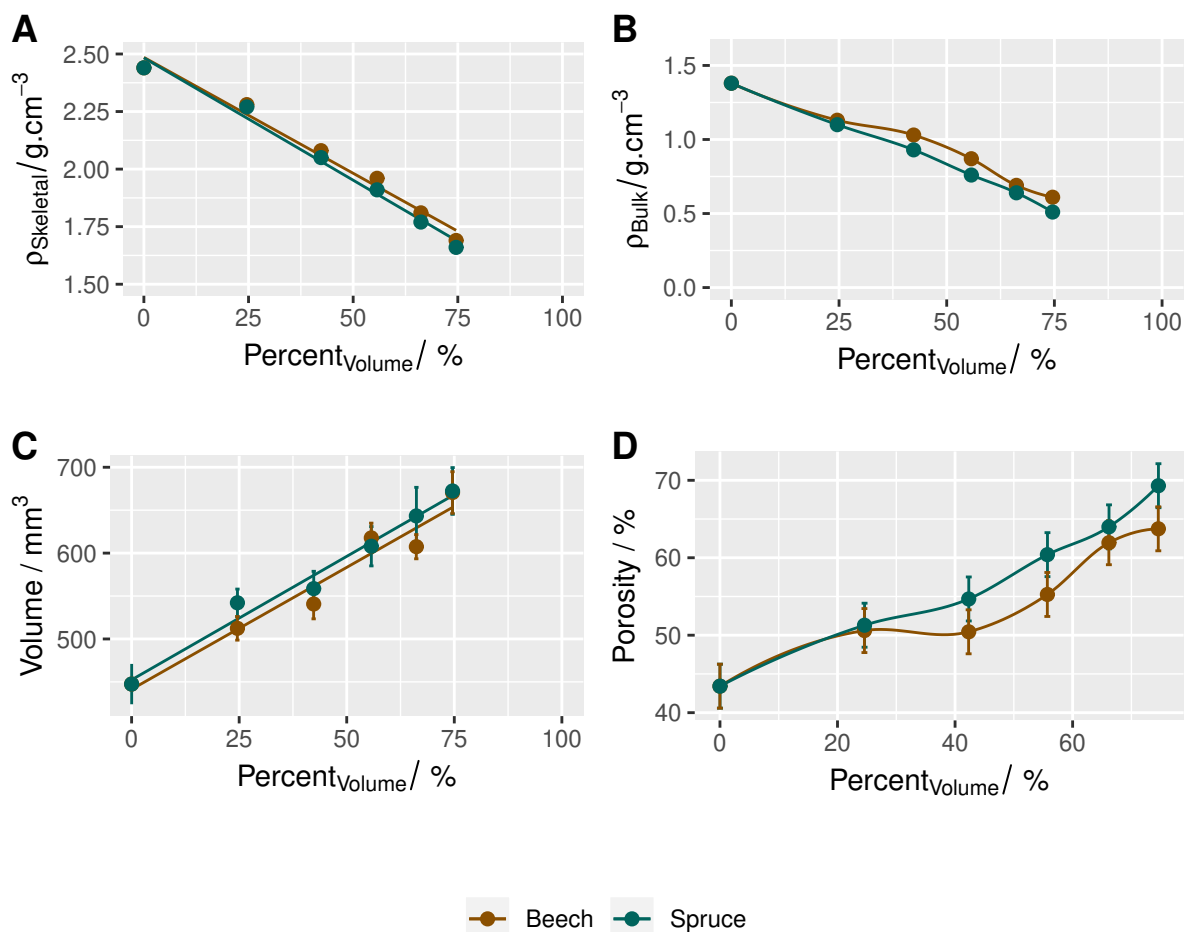 A
ρSkeletal/g.cm−3
2.50
2.25
2.00
1.75
1.50
0 25 50 75 100
PercentVolume/ %
B
ρBulk/g.cm−3
1.5
1.0
0.5
0.0
0 25 50 75 100
PercentVolume/ %
C
Volume / mm3
700
600
500
0 25 50 75 100
PercentVolume/ %
D
Porosity / %
70
60
50
40
0 20 40 60
PercentVolume/ %
Beech Spruce